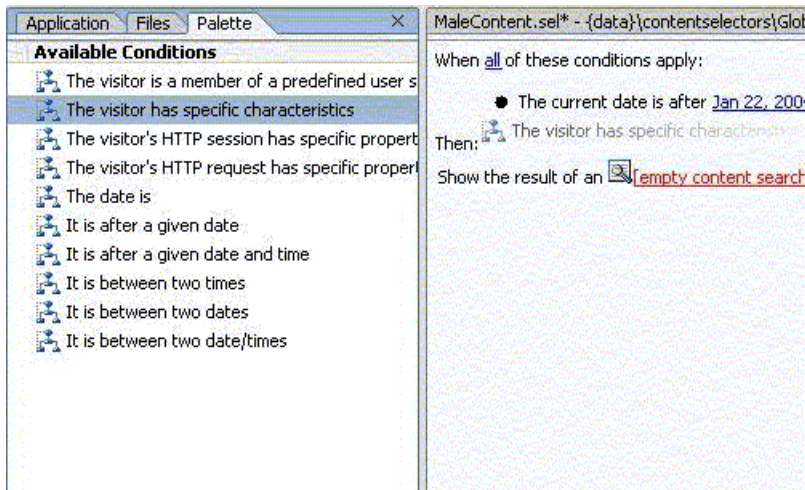 Application Files Palette
Available Conditions
The visitor is a member of a predefined user s
The visitor has specific characteristics
The visitor's HTTP session has specific propert
The visitor's HTTP request has specific propert
The date is
It is after a given date
It is after a given date and time
It is between two times
It is between two dates
It is between two date/times
MaleContent.sel* - {data}\contentselectors\Glob
When all of these conditions apply:
The current date is after Jan 22, 200
The visitor has specific characteristics
Then:
Show the result of an [empty content search